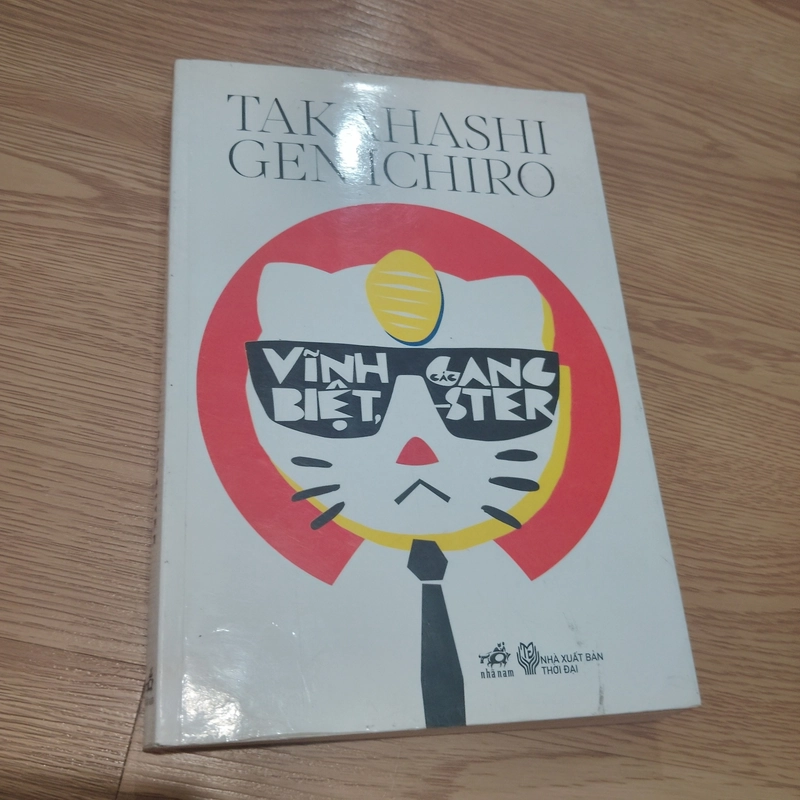 TAKAHASHI
GENICHIRO
VĨNH
BIỆT,
CÁC GANG
-STER
nhã nam
NHÀ XUẤT BẢN
THỜI ĐẠI